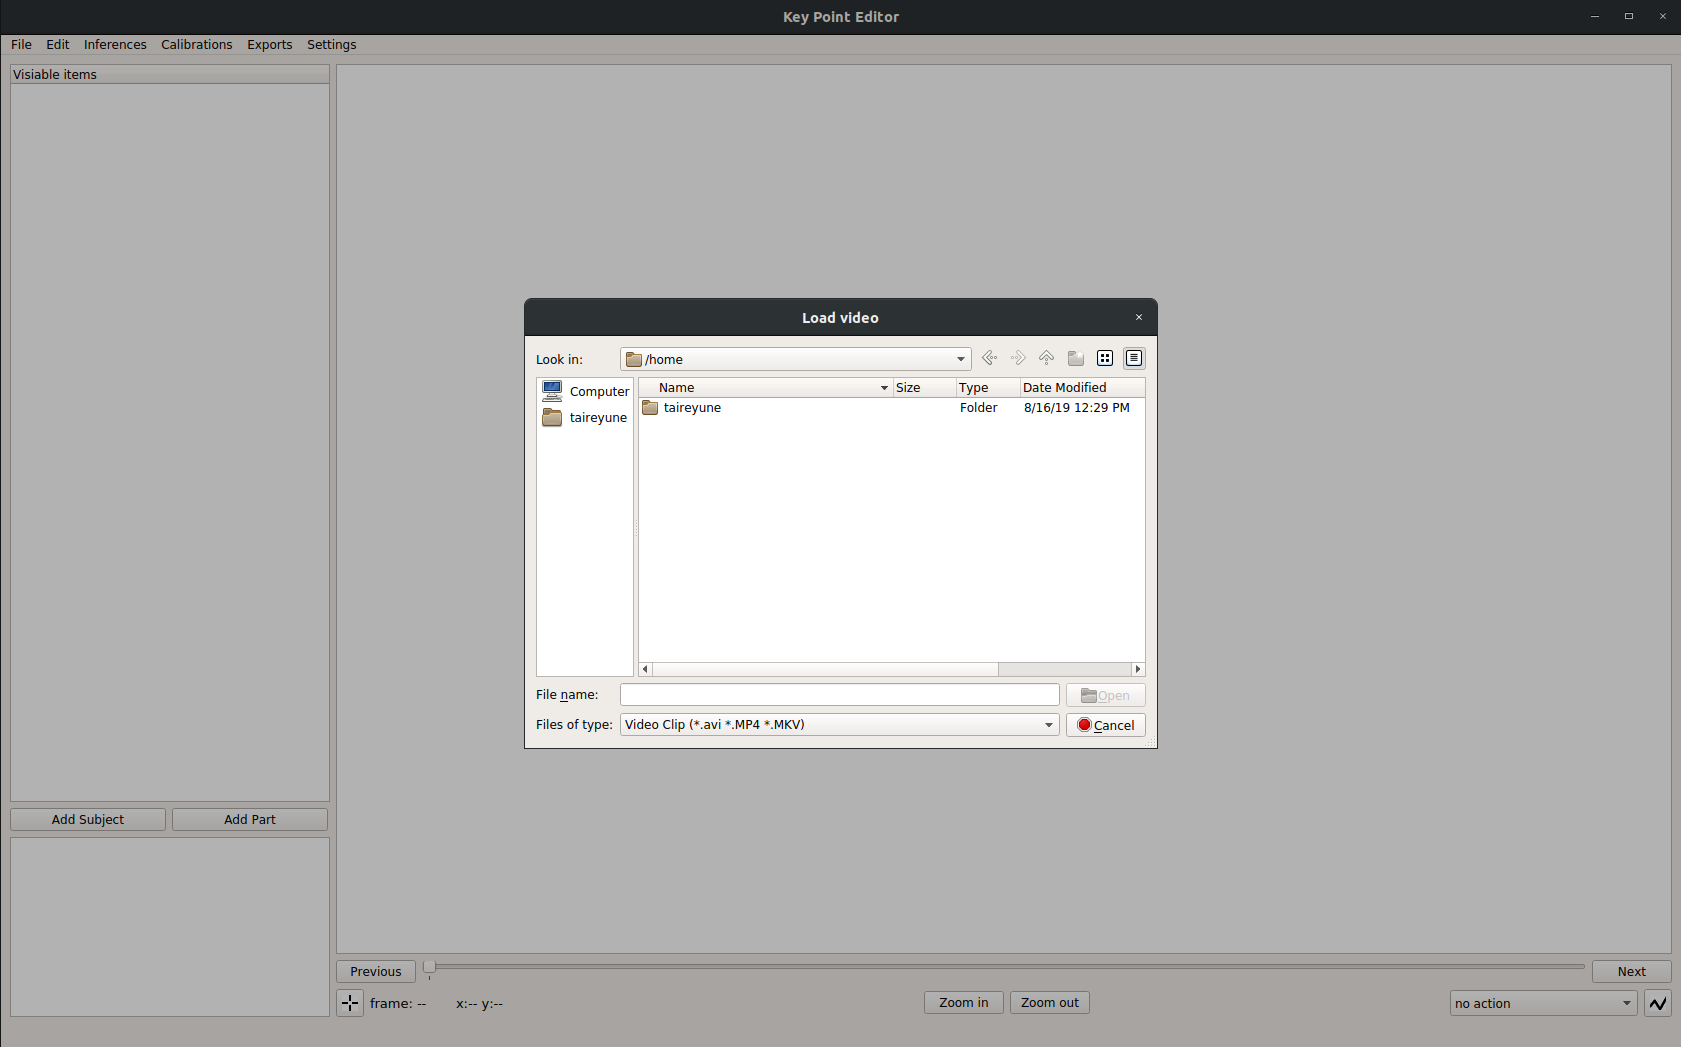 Key Point Editor
File Edit Inferences Calibrations Exports Settings
Visiable items
Load video
Look in: /home
Computer
taireyune
Name Size Type Date Modified
taireyune Folder 8/16/19 12:29 PM
File name: Open
Files of type: Video Clip (*.avi *.MP4 *.MKV) Cancel
Add Subject Add Part
Previous Next
frame: -- x:-- y:-- Zoom in Zoom out no action